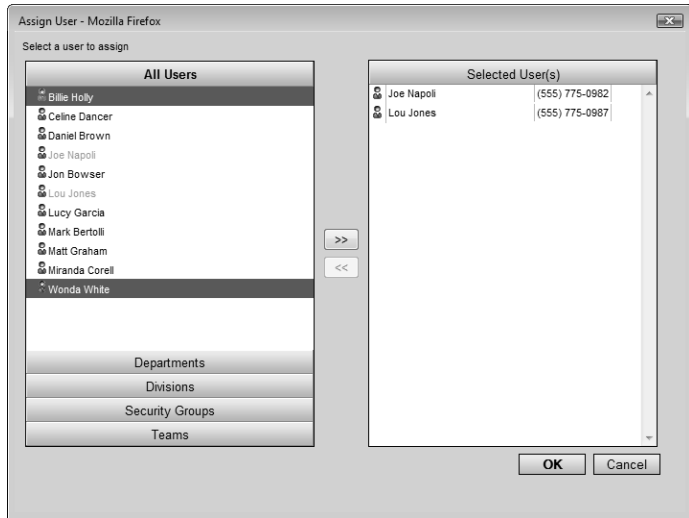 Assign User - Mozilla Firefox
Select a user to assign
All Users
Billie Holly
Celine Dancer
Daniel Brown
Joe Napoli
Jon Bowser
Lou Jones
Lucy Garcia
Mark Bertolli
Matt Graham
Miranda Corell
Wonda White
Departments
Divisions
Security Groups
Teams
>>
<<
Selected User(s)
Joe Napoli (555) 775-0982
Lou Jones (555) 775-0987
OK Cancel